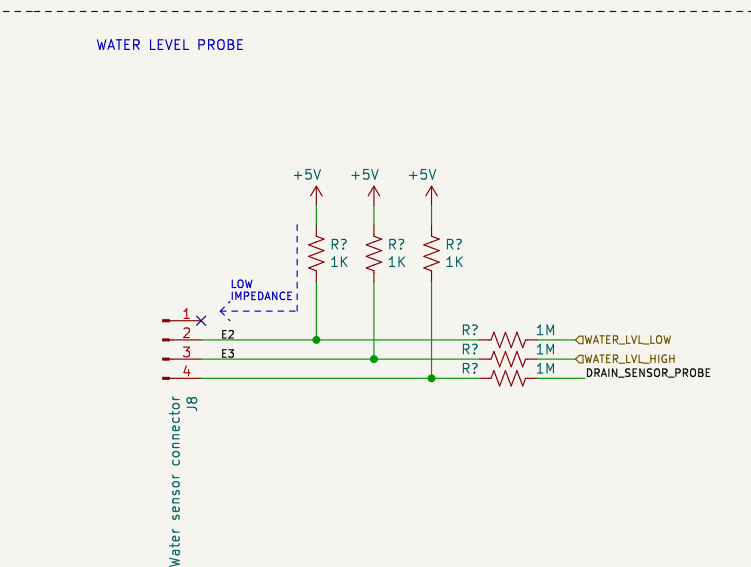 WATER LEVEL PROBE
+5V +5V +5V
R? R? R?
1K 1K 1K
LOW
IMPEDANCE
1
2 E2 R? 1M WATER_LVL_LOW
3 E3 R? 1M WATER_LVL_HIGH
4 R? 1M DRAIN_SENSOR_PROBE
J8
Water sensor connector